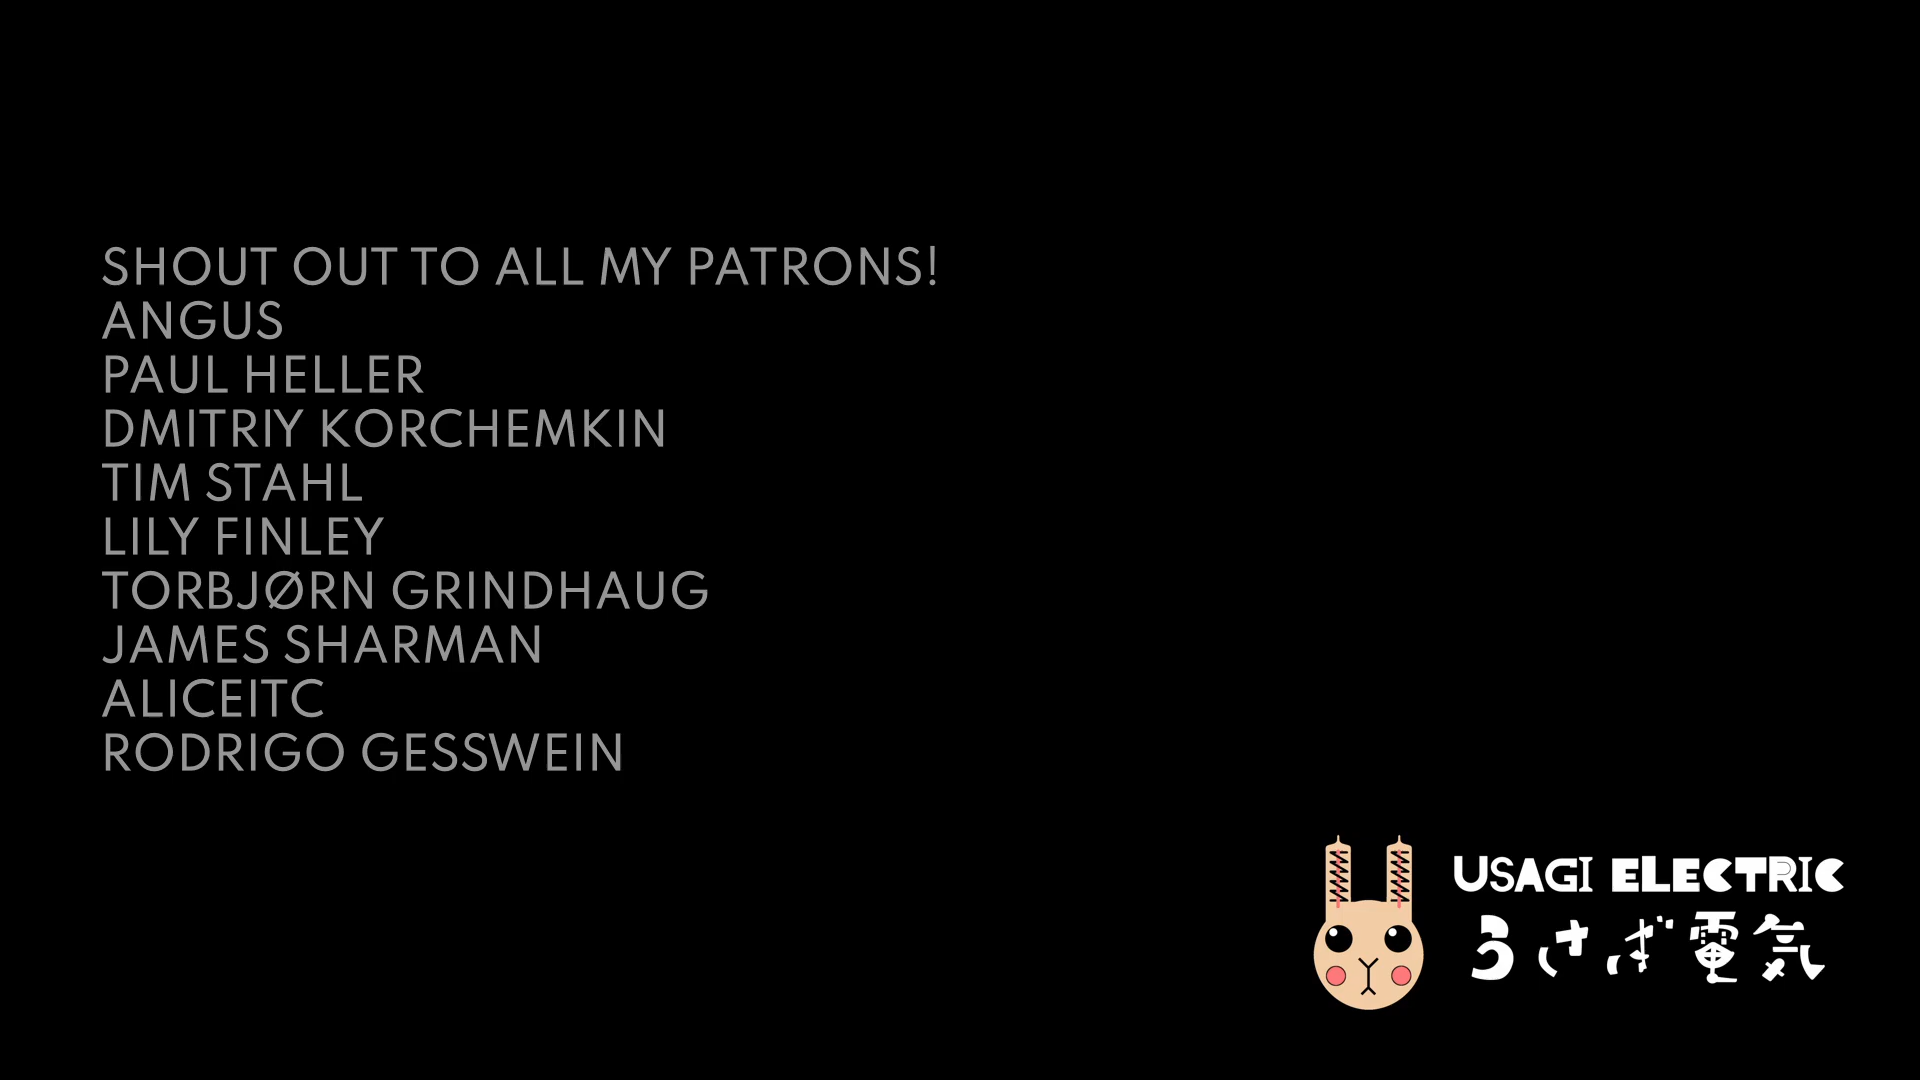 SHOUT OUT TO ALL MY PATRONS!
ANGUS
PAUL HELLER
DMITRIY KORCHEMKIN
TIM STAHL
LILY FINLEY
TORBJØRN GRINDHAUG
JAMES SHARMAN
ALICEITC
RODRIGO GESSWEIN
USAGI ELECTRIC
うさぎ電気